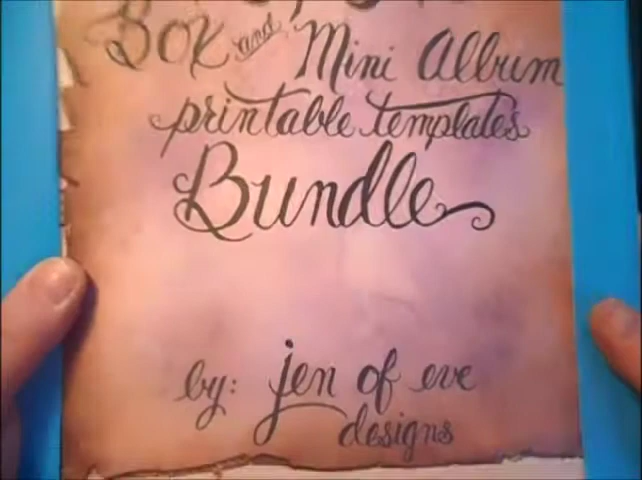 Box and Mini Album
printable templates
Bundle
by: jen of eve
designs